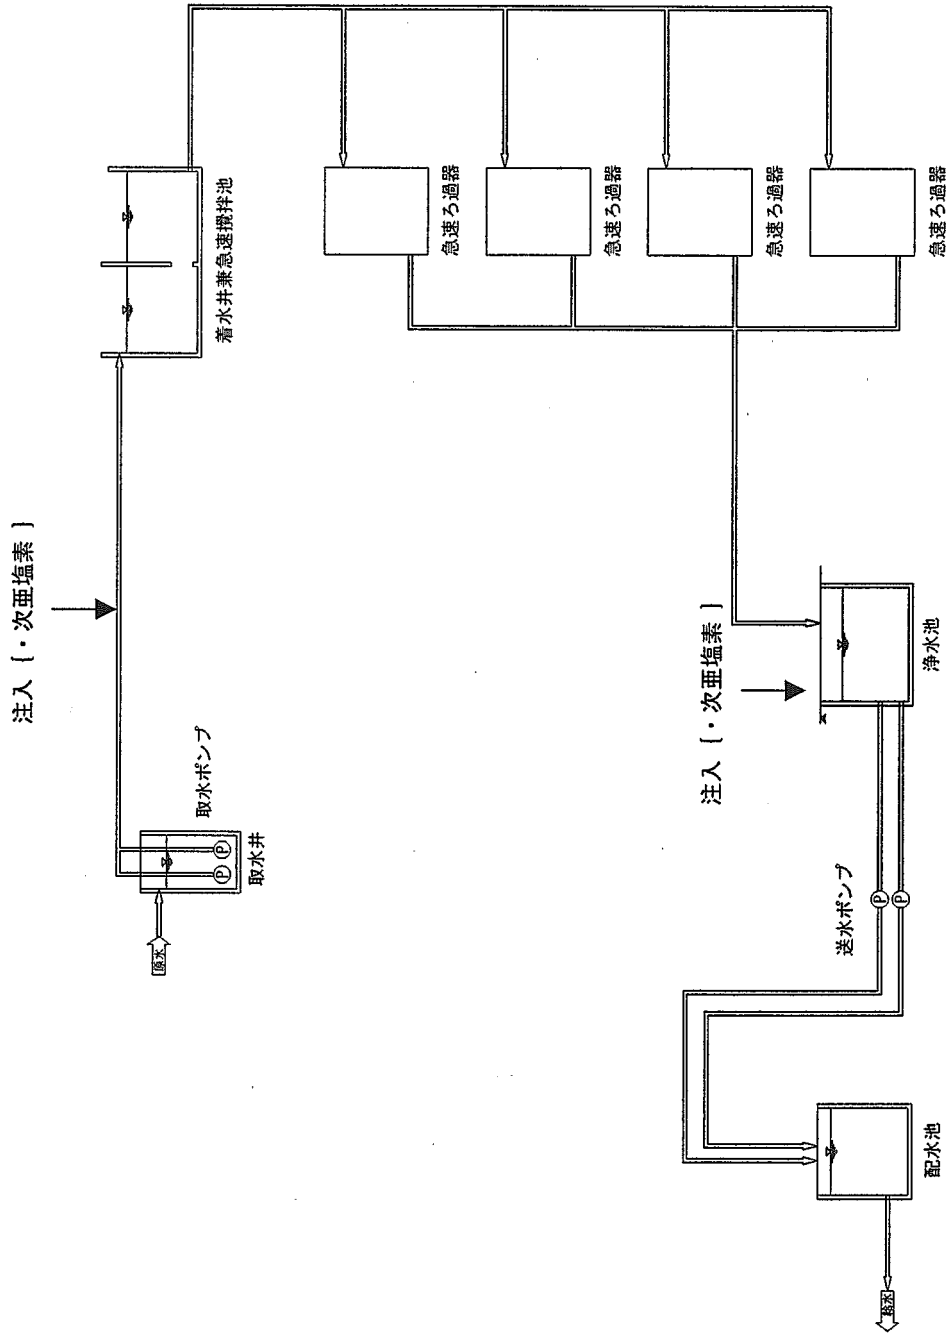 注入〔・次亜塩素〕
着水井兼急速攪拌池
取水ポンプ
P
P
取水井
原水
急速ろ過器
急速ろ過器
急速ろ過器
急速ろ過器
注入〔・次亜塩素〕
浄水池
送水ポンプ
P
P
配水池
給水